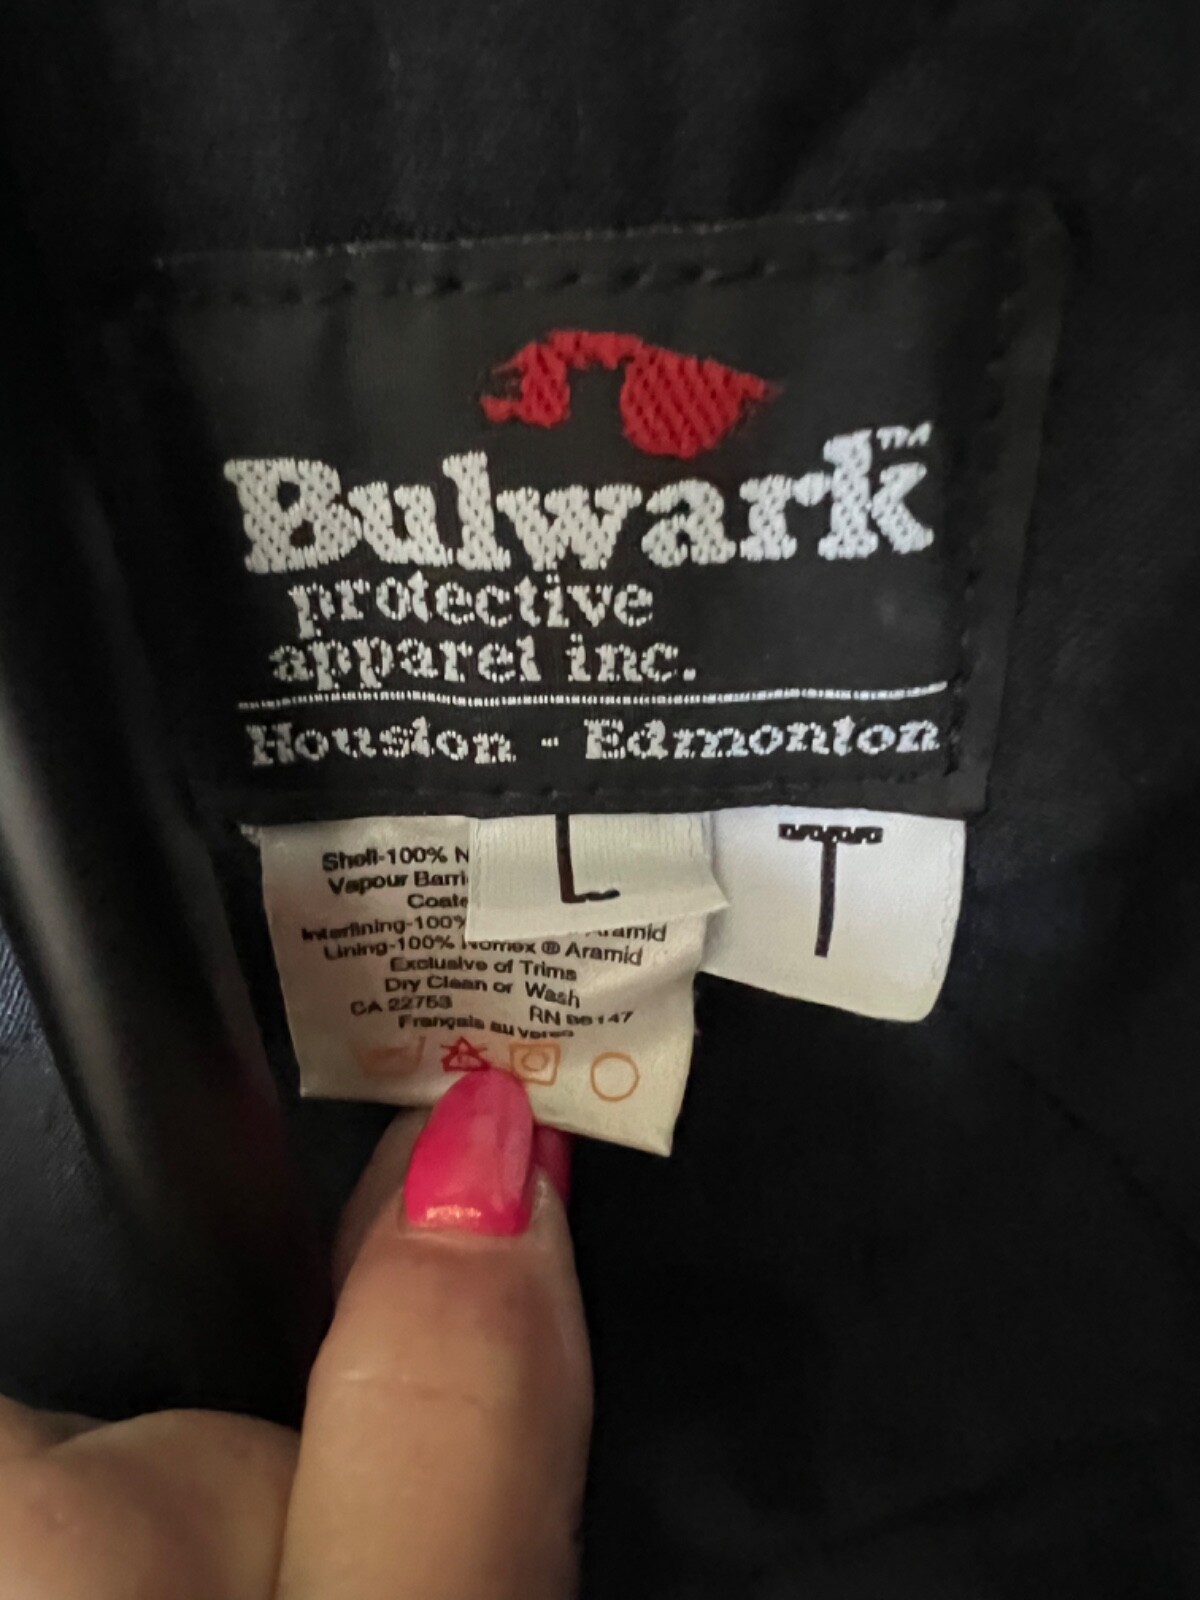 Bulwark™
protective
apparel inc.
Houston - Edmonton
L
T
Shell-100% N
Vapour Barri
Coate
Interlining-100% Aramid
Lining-100% Nomex ® Aramid
Exclusive of Trims
Dry Clean or Wash
CA 22753 RN
Français au verso